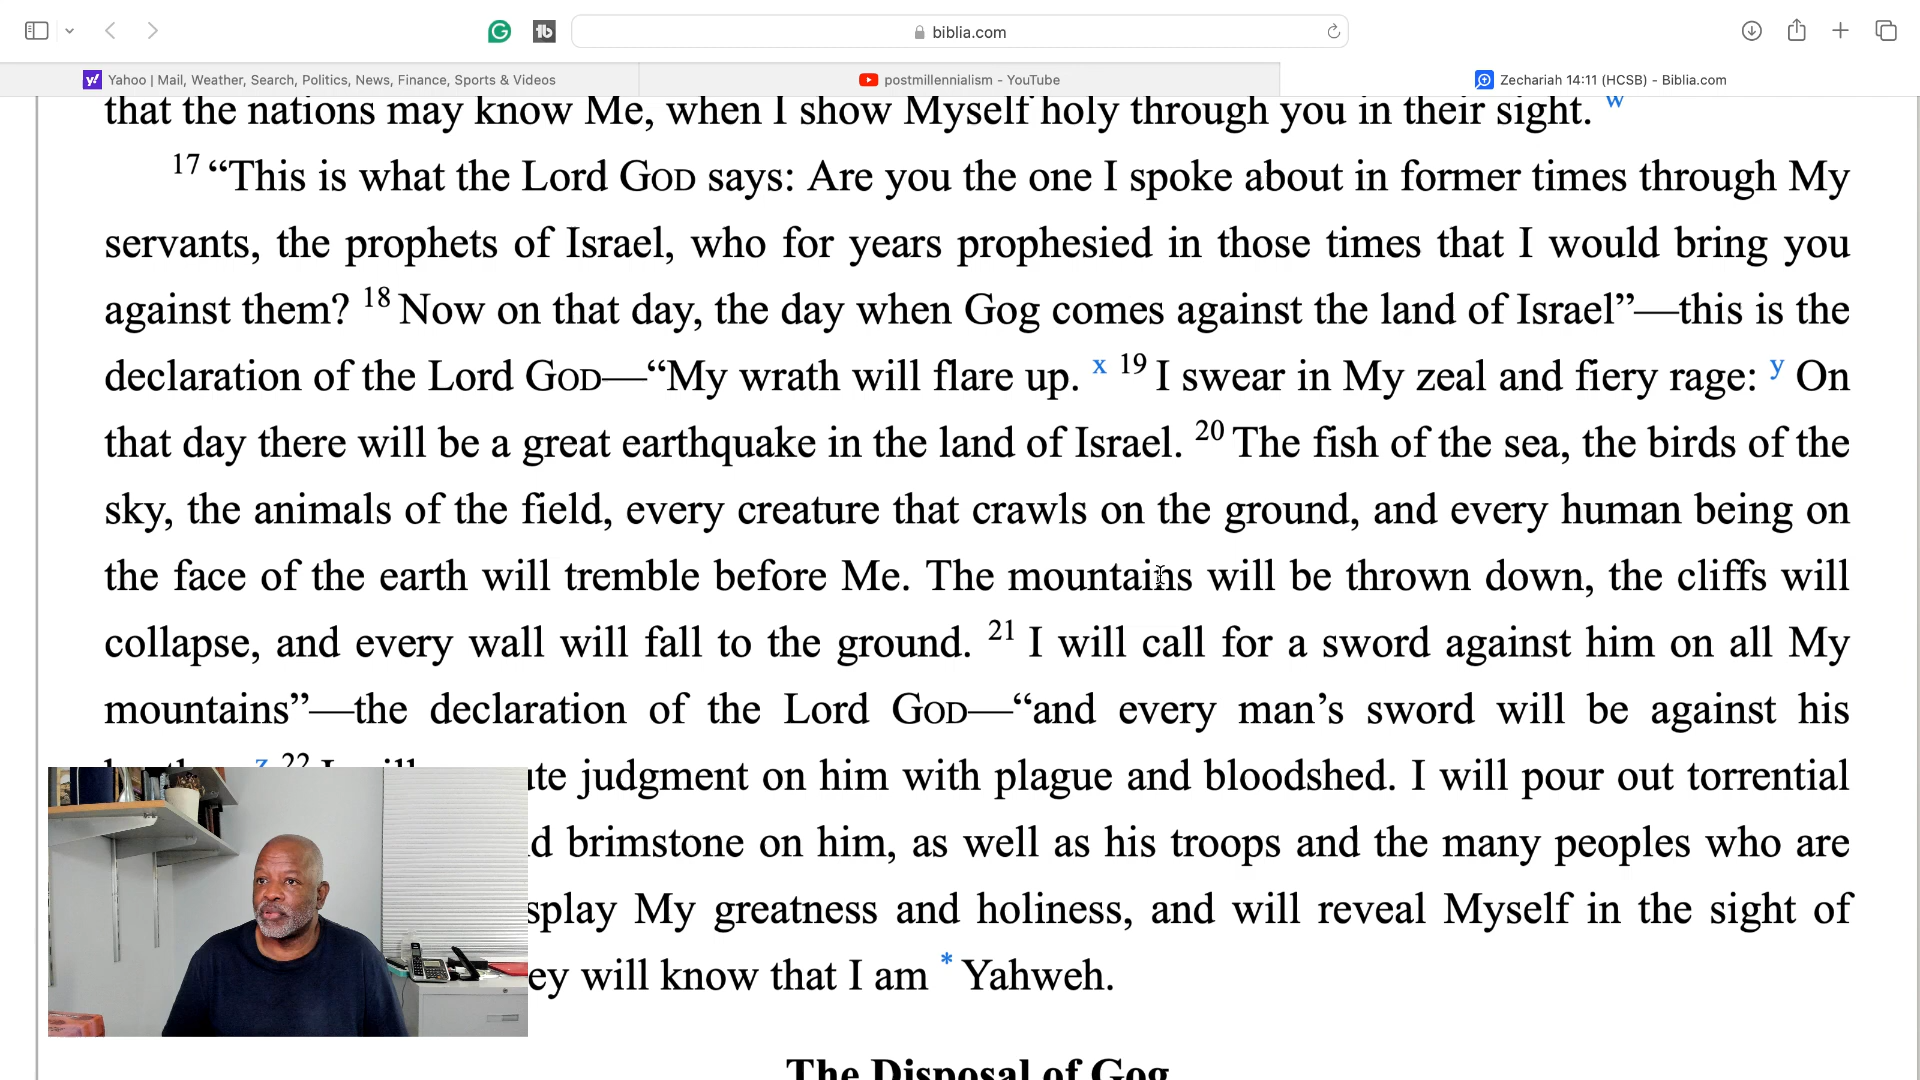 biblia.com
Yahoo | Mail, Weather, Search, Politics, News, Finance, Sports & Videos
postmillennialism - YouTube
Zechariah 14:11 (HCSB) - Biblia.com
that the nations may know Me, when I show Myself holy through you in their sight. w
17 “This is what the Lord GOD says: Are you the one I spoke about in former times through My
servants, the prophets of Israel, who for years prophesied in those times that I would bring you
against them? 18 Now on that day, the day when Gog comes against the land of Israel”—this is the
declaration of the Lord GOD—“My wrath will flare up. x 19 I swear in My zeal and fiery rage: y On
that day there will be a great earthquake in the land of Israel. 20 The fish of the sea, the birds of the
sky, the animals of the field, every creature that crawls on the ground, and every human being on
the face of the earth will tremble before Me. The mountains will be thrown down, the cliffs will
collapse, and every wall will fall to the ground. 21 I will call for a sword against him on all My
mountains”—the declaration of the Lord GOD—“and every man’s sword will be against his
z 22 I will ute judgment on him with plague and bloodshed. I will pour out torrential
d brimstone on him, as well as his troops and the many peoples who are
splay My greatness and holiness, and will reveal Myself in the sight of
ey will know that I am * Yahweh.
The Disposal of Gog